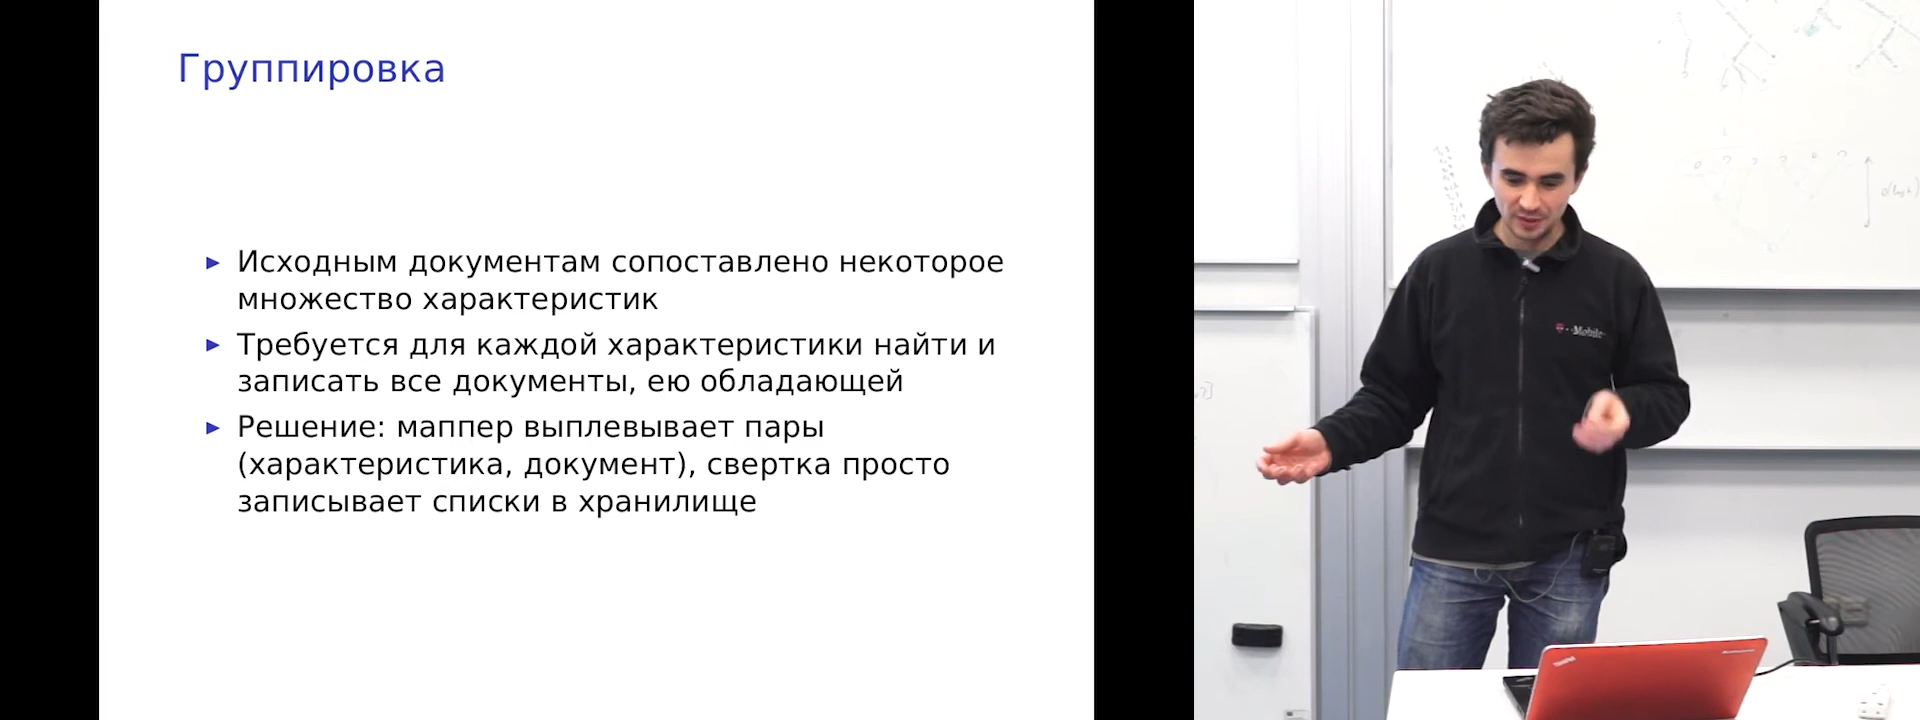 Группировка
Исходным документам сопоставлено некоторое
множество характеристик
Требуется для каждой характеристики найти и
записать все документы, ею обладающей
Решение: маппер выплевывает пары
(характеристика, документ), свертка просто
записывает списки в хранилище
T··Mobile·
ThinkPad